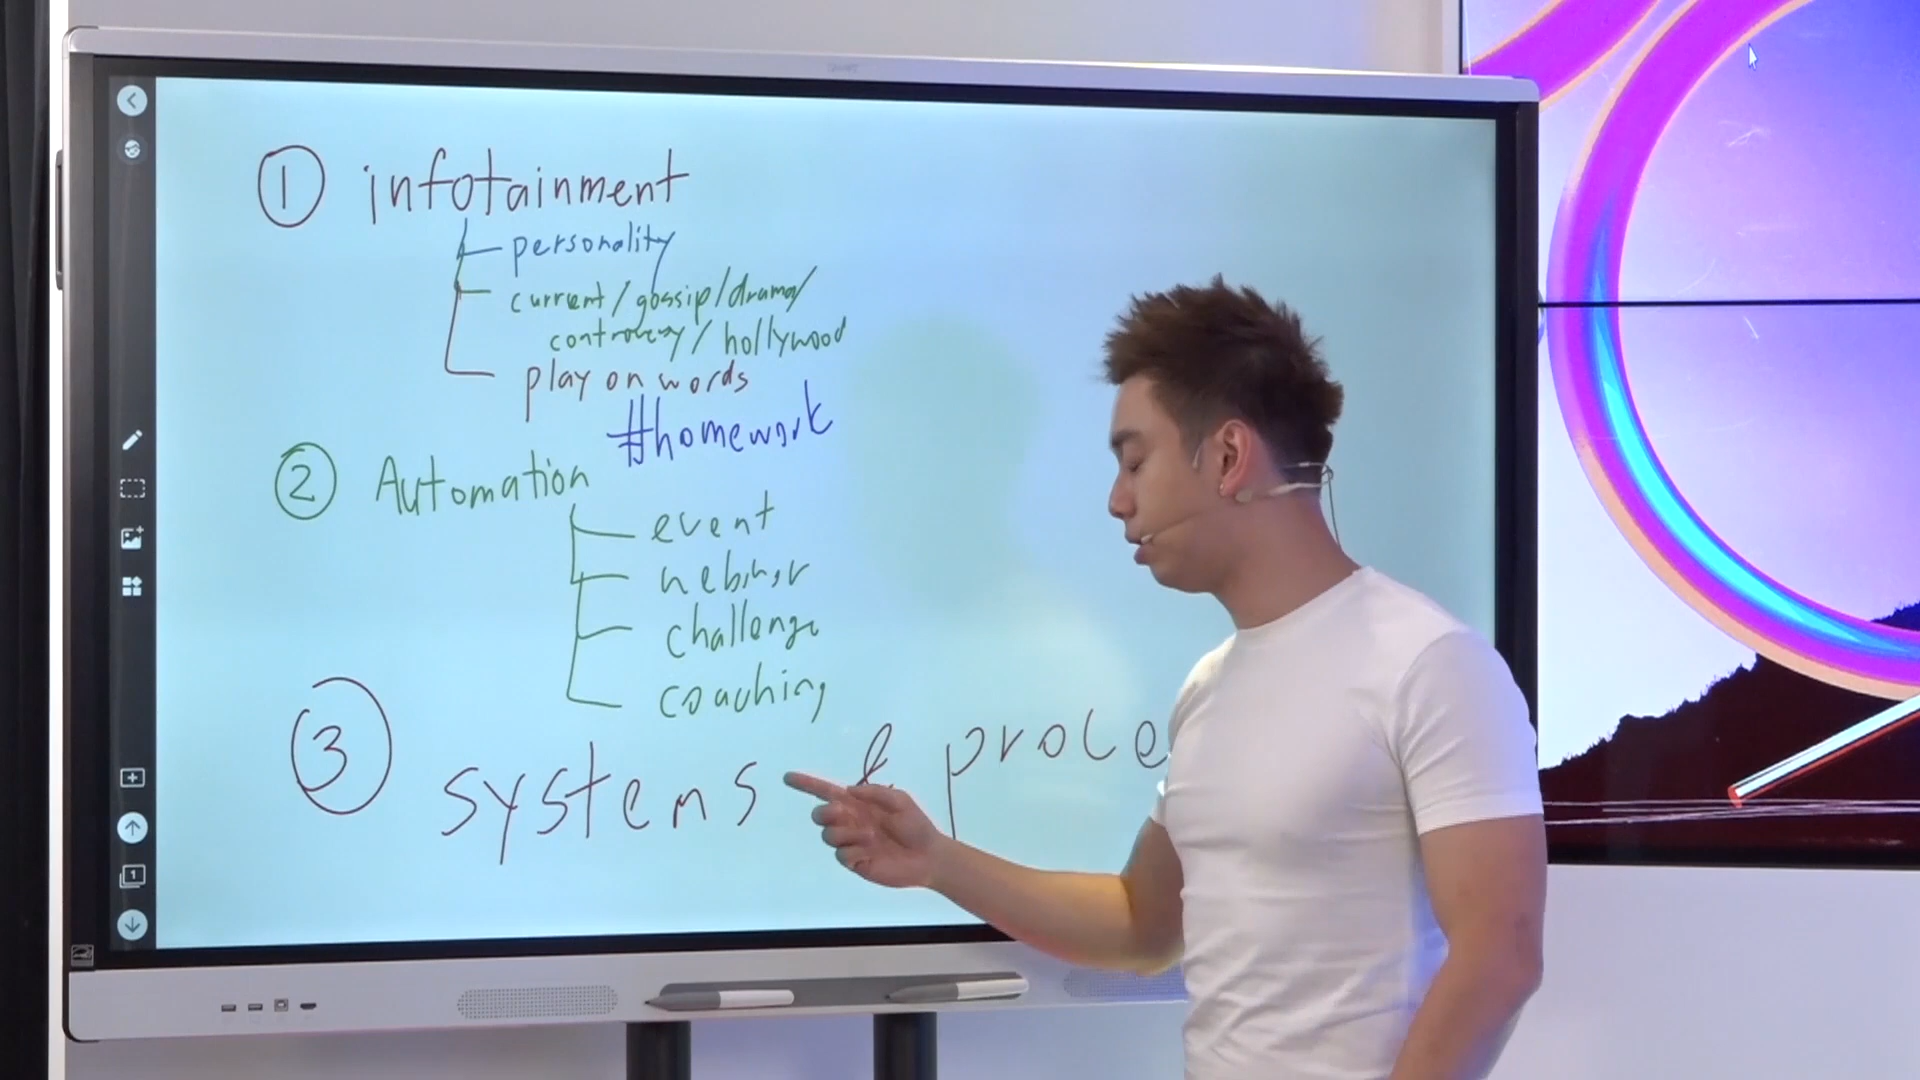 ① infotainment
personality
current/gossip/drama/
controversy/hollywood
play on words
#homework
② Automation
event
webinar
challenge
coaching
③ systems & proce
1